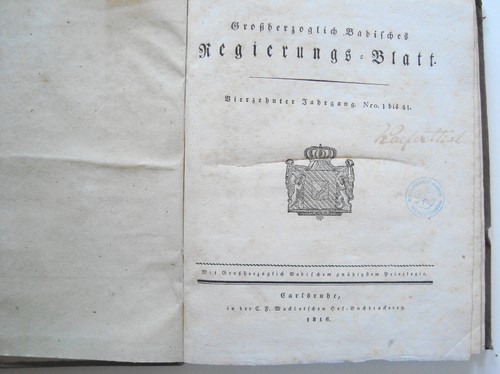 Großherzoglich Badisches
Regierungs-Blatt.
Vierzehnter Jahrgang. Nro. 1 bis 41.
Mit Großherzoglich Badischem gnädigstem Privilegio.
Carlsruhe,
in der C. F. Macklotschen Hof-Buchdruckerey.
1816.